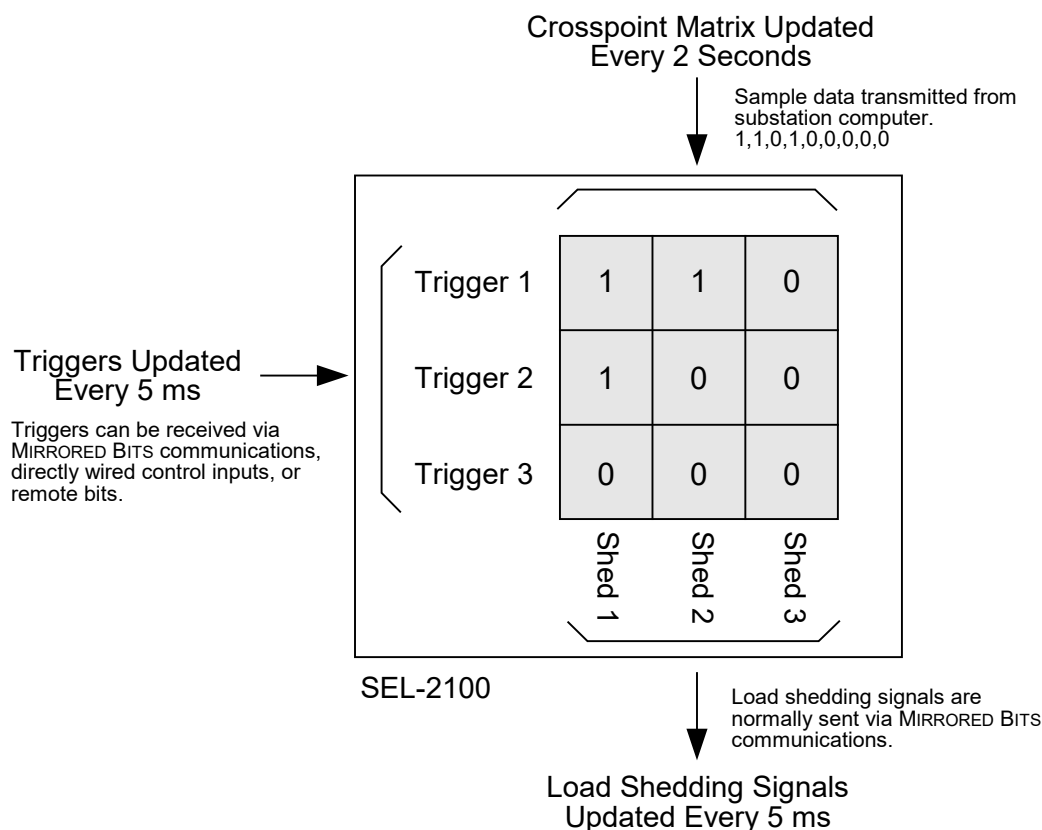 Crosspoint Matrix Updated
Every 2 Seconds
Sample data transmitted from
substation computer.
1,1,0,1,0,0,0,0,0
Triggers Updated
Every 5 ms
Triggers can be received via
MIRRORED BITS communications,
directly wired control inputs, or
remote bits.
Trigger 1 1 1 0
Trigger 2 1 0 0
Trigger 3 0 0 0
Shed 1
Shed 2
Shed 3
SEL-2100
Load shedding signals are
normally sent via MIRRORED BITS
communications.
Load Shedding Signals
Updated Every 5 ms